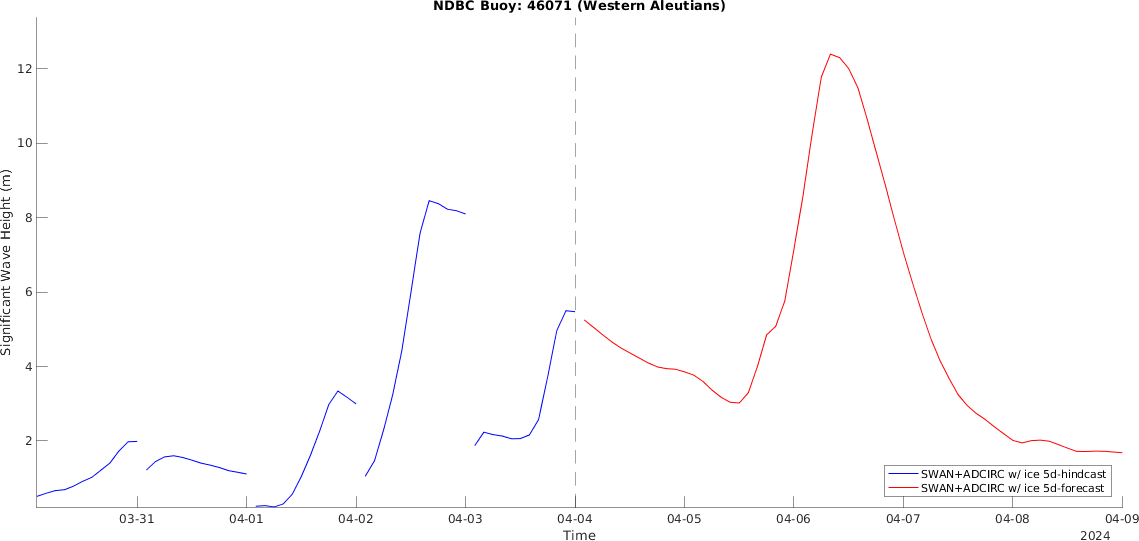 NDBC Buoy: 46071 (Western Aleutians)
12
10
8
6
4
2
Significant Wave Height (m)
SWAN+ADCIRC w/ ice 5d-hindcast
SWAN+ADCIRC w/ ice 5d-forecast
03-31 04-01 04-02 04-03 04-04 04-05 04-06 04-07 04-08 04-09
Time
2024